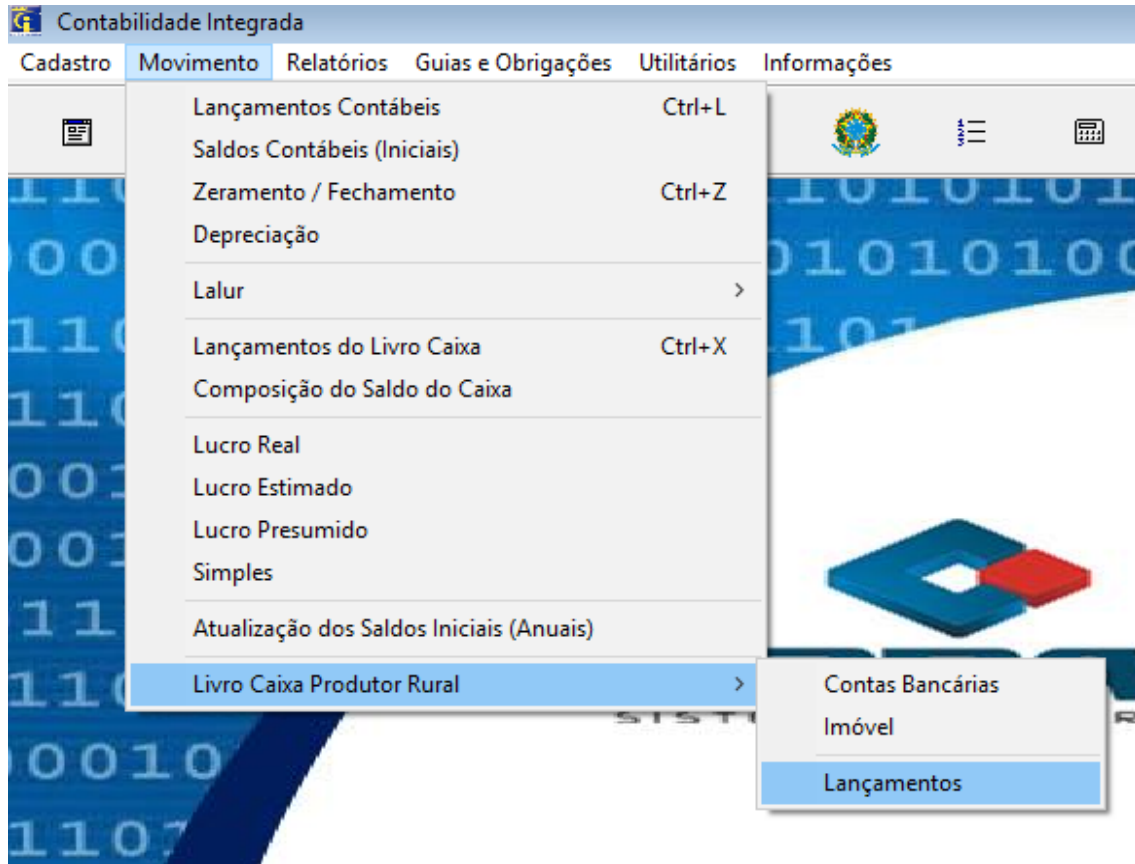 Contabilidade Integrada
Cadastro Movimento Relatórios Guias e Obrigações Utilitários Informações
Lançamentos Contábeis Ctrl+L
Saldos Contábeis (Iniciais)
Zeramento / Fechamento Ctrl+Z
Depreciação
Lalur
Lançamentos do Livro Caixa Ctrl+X
Composição do Saldo do Caixa
Lucro Real
Lucro Estimado
Lucro Presumido
Simples
Atualização dos Saldos Iniciais (Anuais)
Livro Caixa Produtor Rural
Contas Bancárias
Imóvel
Lançamentos